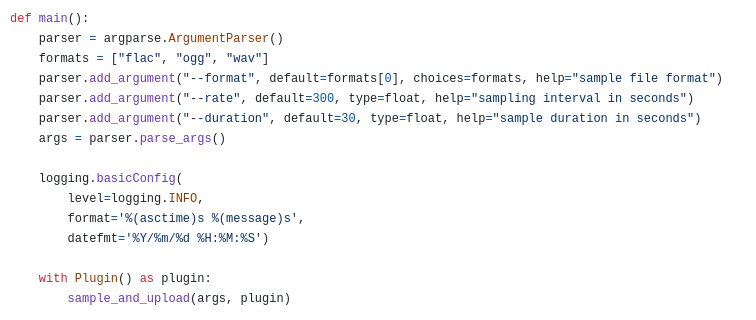 def main():
    parser = argparse.ArgumentParser()
    formats = ["flac", "ogg", "wav"]
    parser.add_argument("--format", default=formats[0], choices=formats, help="sample file format")
    parser.add_argument("--rate", default=300, type=float, help="sampling interval in seconds")
    parser.add_argument("--duration", default=30, type=float, help="sample duration in seconds")
    args = parser.parse_args()

    logging.basicConfig(
        level=logging.INFO,
        format='%(asctime)s %(message)s',
        datefmt='%Y/%m/%d %H:%M:%S')

    with Plugin() as plugin:
        sample_and_upload(args, plugin)